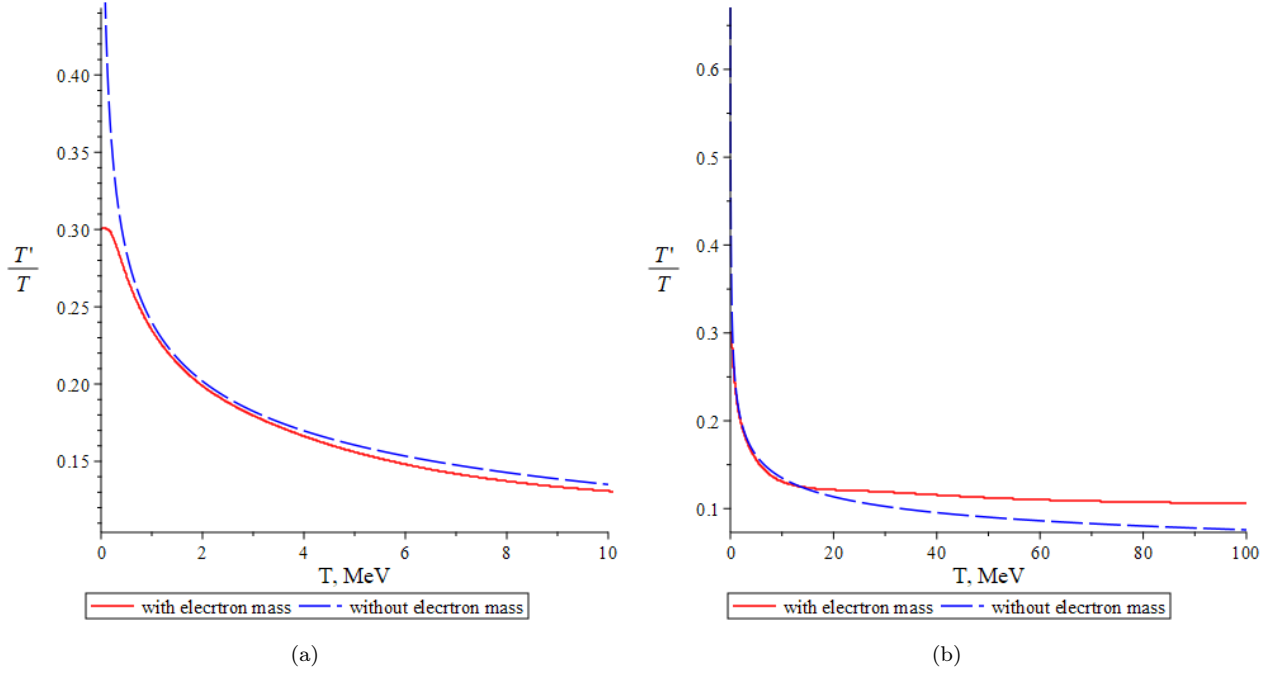 0.40
0.35
0.30
0.25
0.20
0.15
T'
T
0 2 4 6 8 10
T, MeV
with elecrtron mass without elecrtron mass
(a)
0.6
0.5
0.4
0.3
0.2
0.1
T'
T
0 20 40 60 80 100
T, MeV
with elecrtron mass without elecrtron mass
(b)